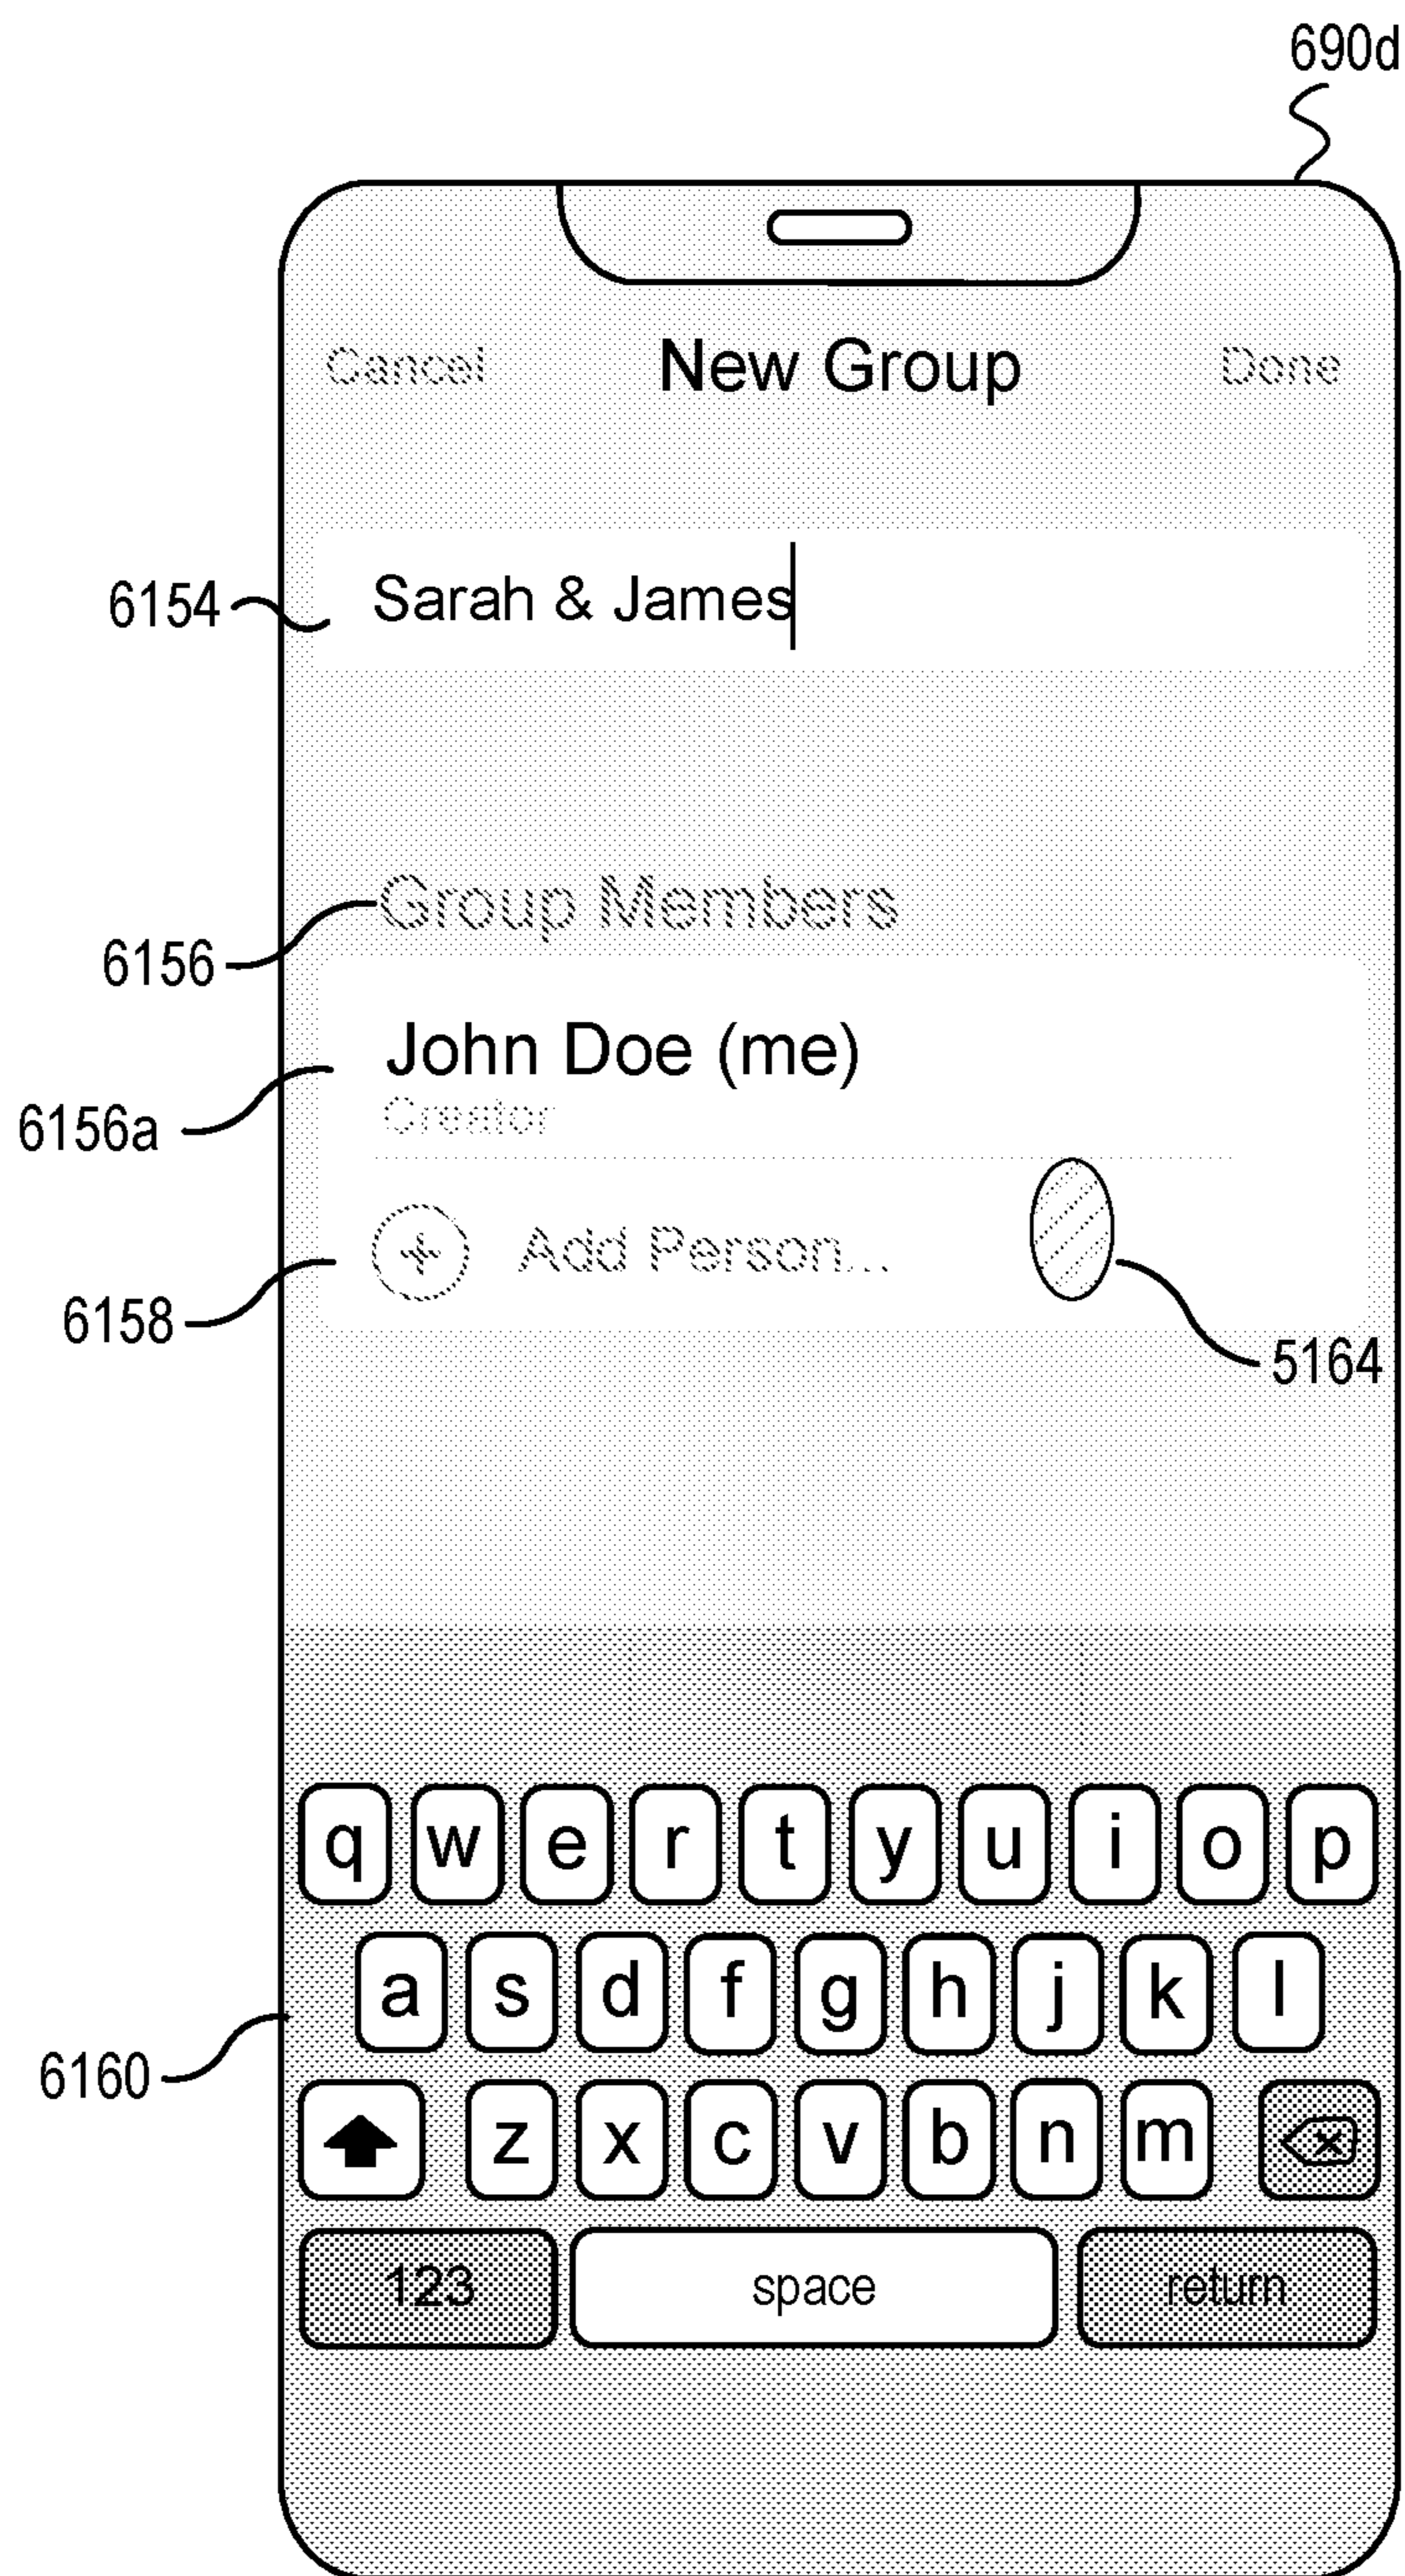 690d
Cancel New Group Done
6154 Sarah & James
Group Members
6156
John Doe (me)
6156a Creator
Add Person...
6158
5164
q w e r t y u i o p
a s d f g h j k l
6160
z x c v b n m
123 space return